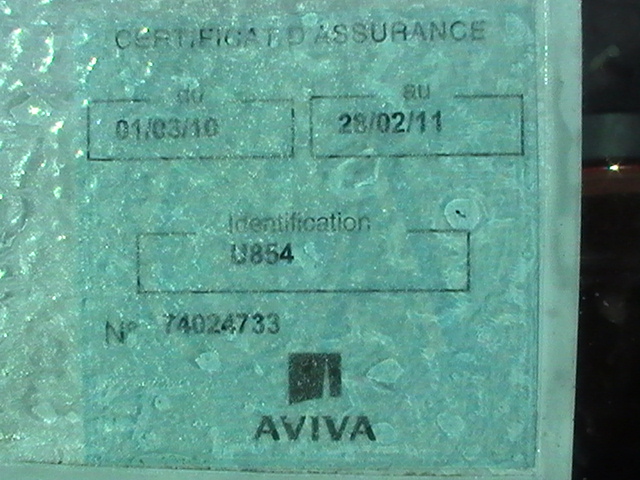 CERTIFICAT D'ASSURANCE
du au
01/03/10 28/02/11
Identification
U854
N° 74024733
AVIVA